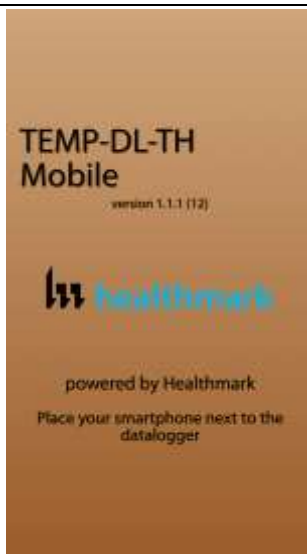 TEMP-DL-TH
Mobile
version 1.1.1 (12)
healthmark
powered by Healthmark
Place your smartphone next to the
datalogger